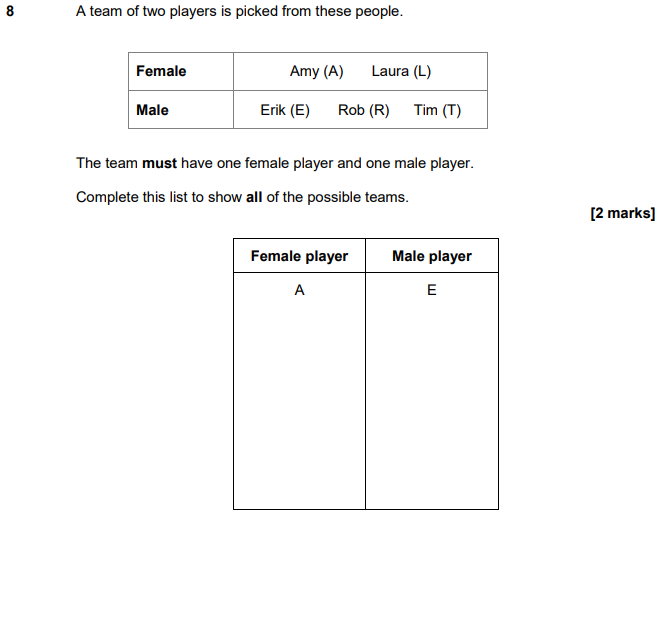 8 A team of two players is picked from these people.
Female Amy (A) Laura (L)
Male Erik (E) Rob (R) Tim (T)
The team must have one female player and one male player.
Complete this list to show all of the possible teams.
[2 marks]
Female player Male player
A E